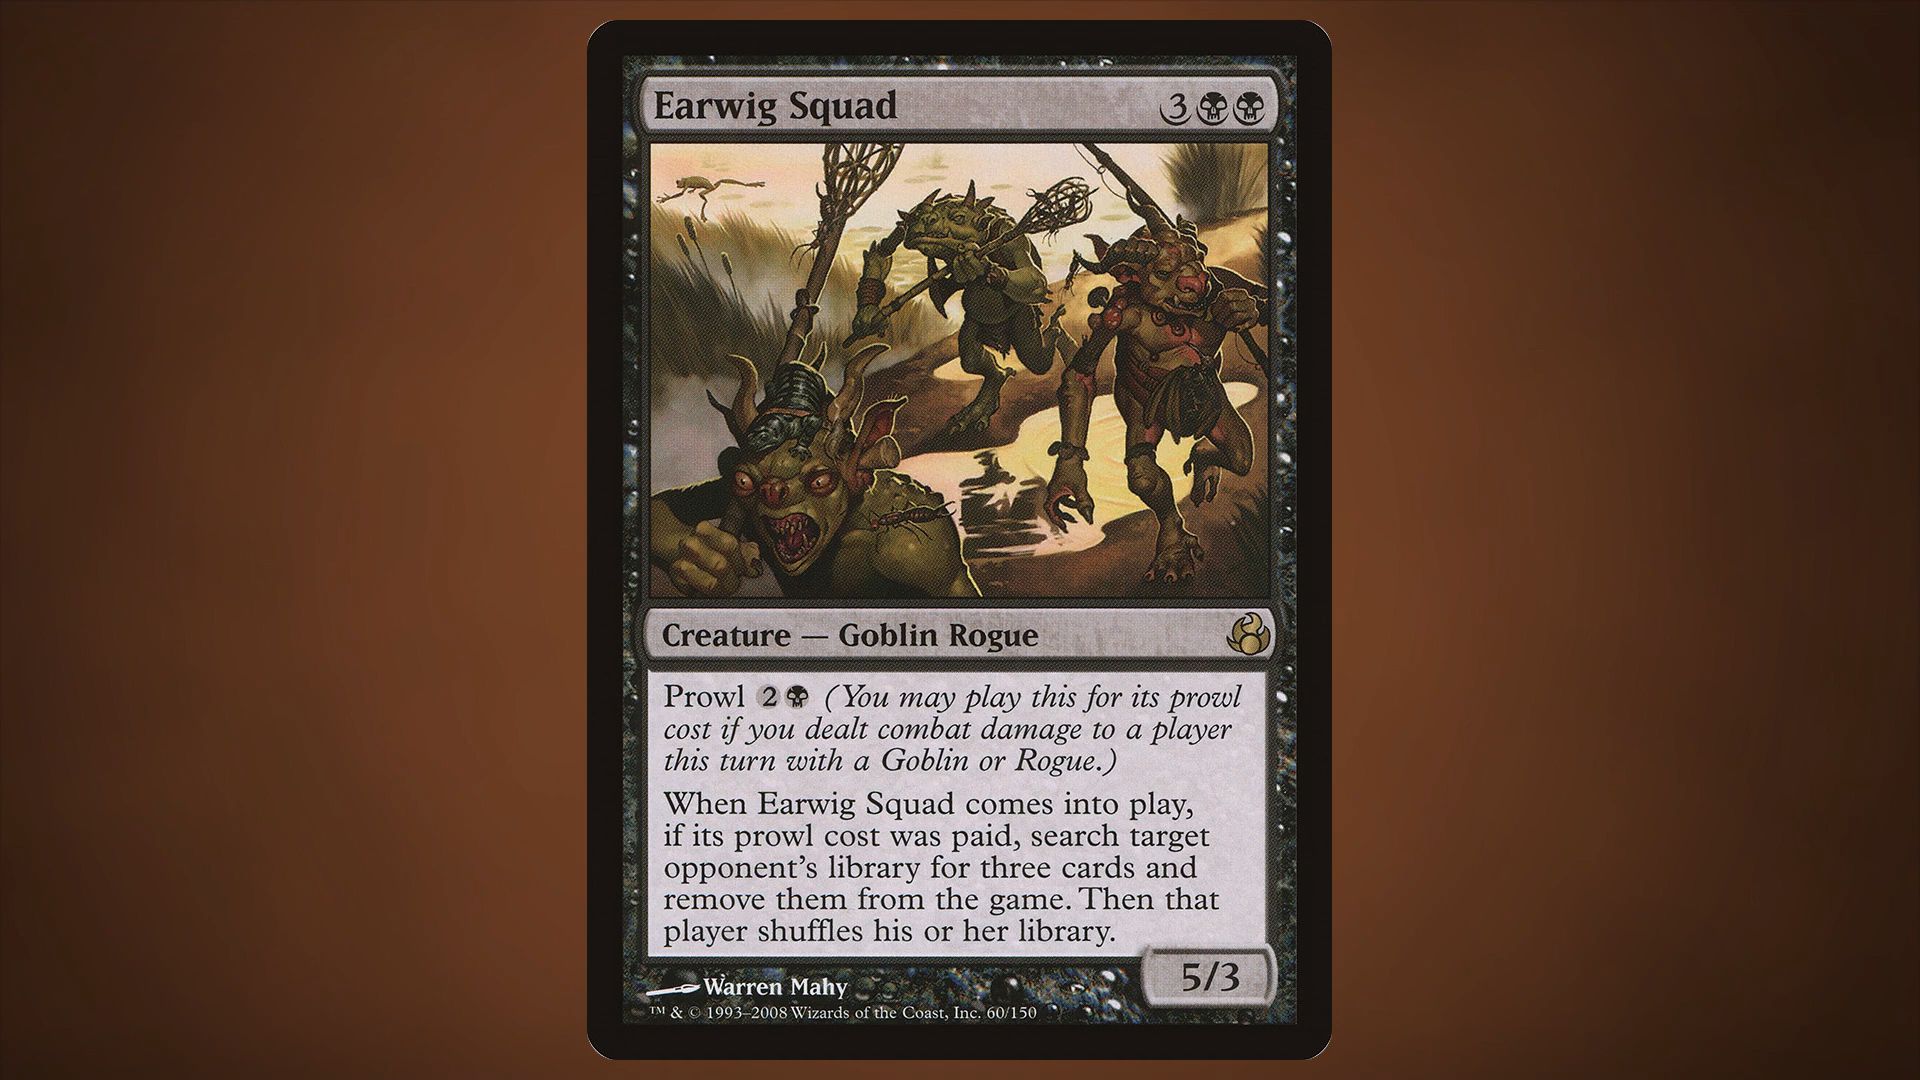 Earwig Squad 3
Creature — Goblin Rogue
Prowl 2 (You may play this for its prowl
cost if you dealt combat damage to a player
this turn with a Goblin or Rogue.)
When Earwig Squad comes into play,
if its prowl cost was paid, search target
opponent’s library for three cards and
remove them from the game. Then that
player shuffles his or her library.
5/3
Warren Mahy
™ & © 1993–2008 Wizards of the Coast, Inc. 60/150